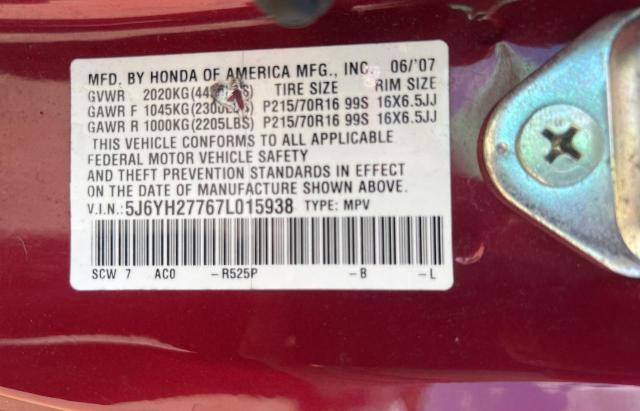 MFD. BY HONDA OF AMERICA MFG., INC. 06/'07
GVWR 2020KG TIRE SIZE RIM SIZE
GAWR F 1045KG P215/70R16 99S 16X6.5JJ
GAWR R 1000KG(2205LBS) P215/70R16 99S 16X6.5JJ
THIS VEHICLE CONFORMS TO ALL APPLICABLE
FEDERAL MOTOR VEHICLE SAFETY
AND THEFT PREVENTION STANDARDS IN EFFECT
ON THE DATE OF MANUFACTURE SHOWN ABOVE.
V.I.N.: 5J6YH27767L015938 TYPE: MPV
SCW 7 AC0 -R525P -B -L